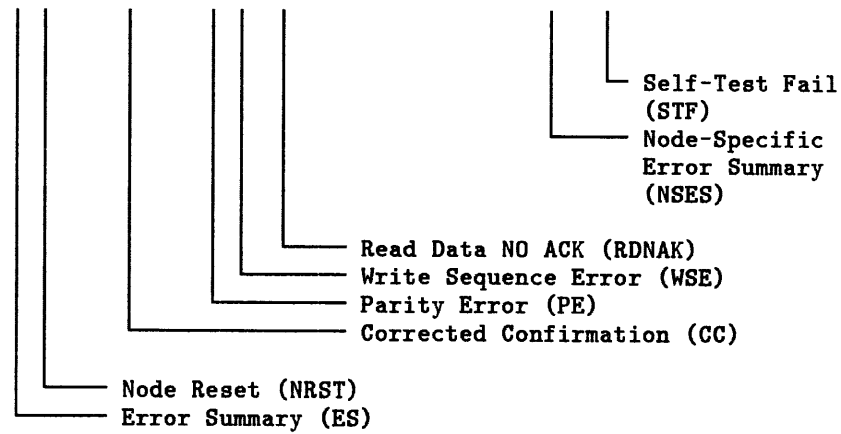 Self-Test Fail
(STF)
Node-Specific
Error Summary
(NSES)
Read Data NO ACK (RDNAK)
Write Sequence Error (WSE)
Parity Error (PE)
Corrected Confirmation (CC)
Node Reset (NRST)
Error Summary (ES)